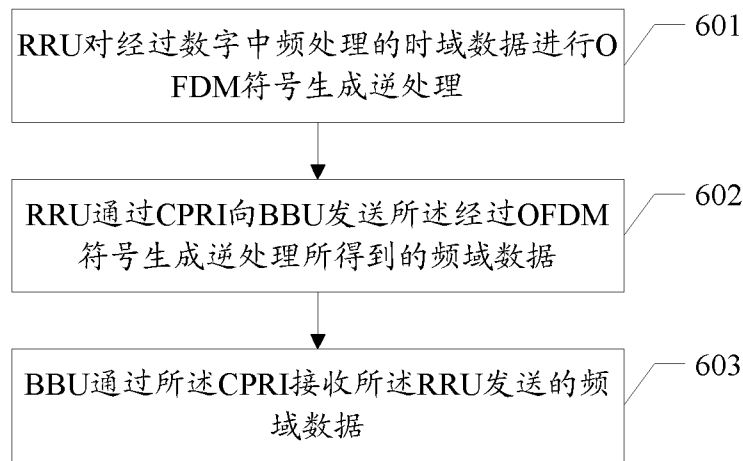 RRU对经过数字中频处理的时域数据进行O
FDM符号生成逆处理
601
RRU通过CPRI向BBU发送所述经过OFDM
符号生成逆处理所得到的频域数据
602
BBU通过所述CPRI接收所述RRU发送的频
域数据
603